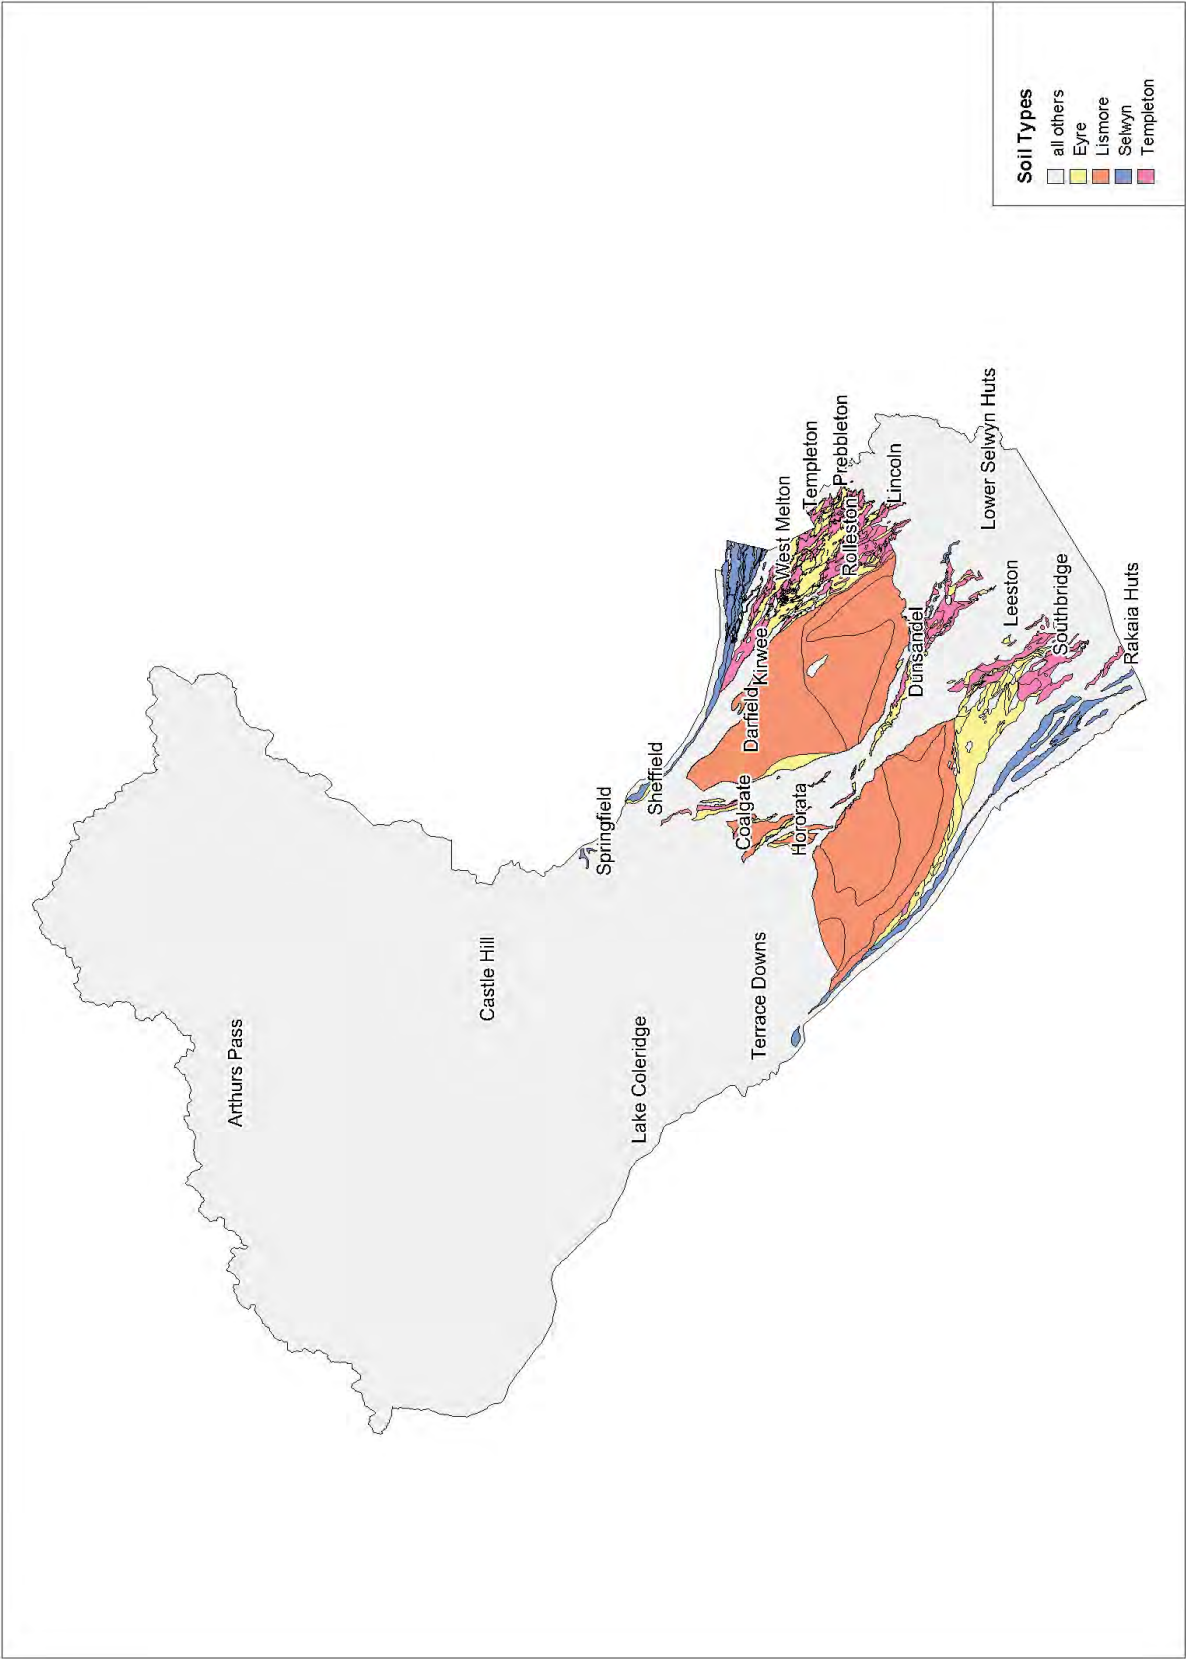 Soil Types
all others
Eyre
Lismore
Selwyn
Templeton
Arthurs Pass
Castle Hill
Lake Coleridge
Springfield
Sheffield
Terrace Downs
Coalgate
Darfield
Kirwee
Hororata
West Melton
Templeton
Prebbleton
Rolleston
Lincoln
Dunsandel
Lower Selwyn Huts
Leeston
Southbridge
Rakaia Huts